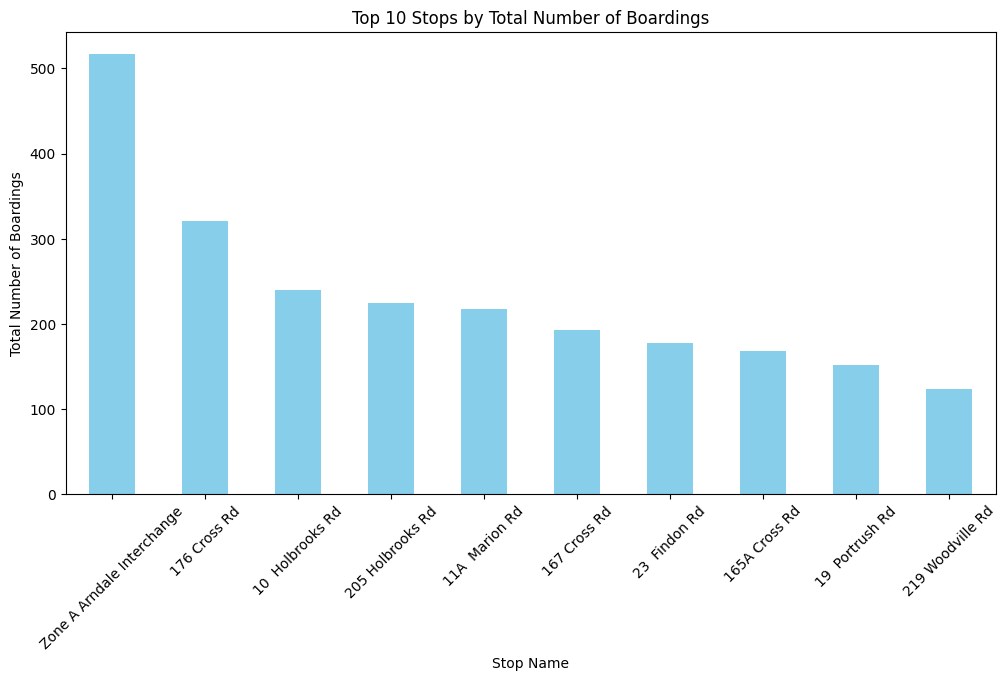 Top 10 Stops by Total Number of Boardings
Total Number of Boardings
500
400
300
200
100
0
Zone A Arndale Interchange
176 Cross Rd
10  Holbrooks Rd
205 Holbrooks Rd
11A  Marion Rd
167 Cross Rd
23  Findon Rd
165A Cross Rd
19  Portrush Rd
219 Woodville Rd
Stop Name